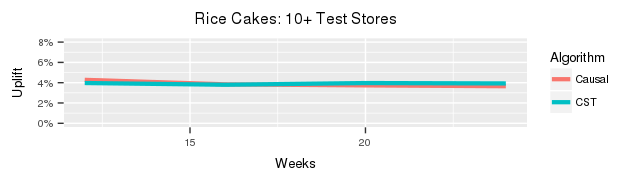 Rice Cakes: 10+ Test Stores
8%
6%
4%
2%
0%
Uplift
15
20
Weeks
Algorithm
Causal
CST